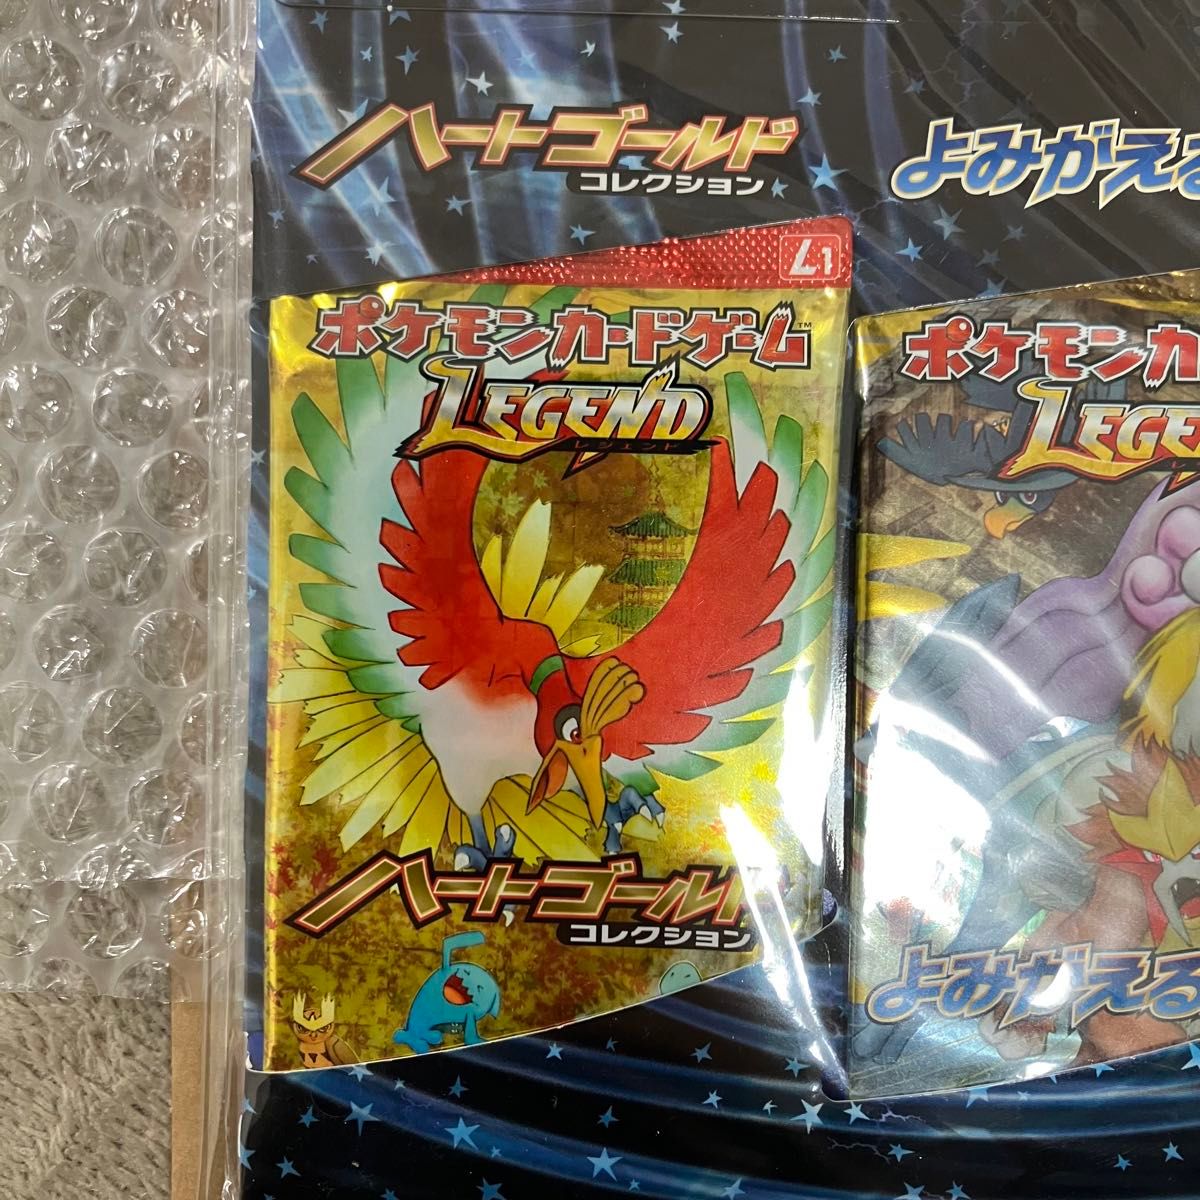 ハートゴールド
コレクション
よみがえる
L1
ポケモンカードゲーム™
LEGEND
レジェンド
ハートゴールド
コレクション
ポケモンカ
LEGE
よみがえる